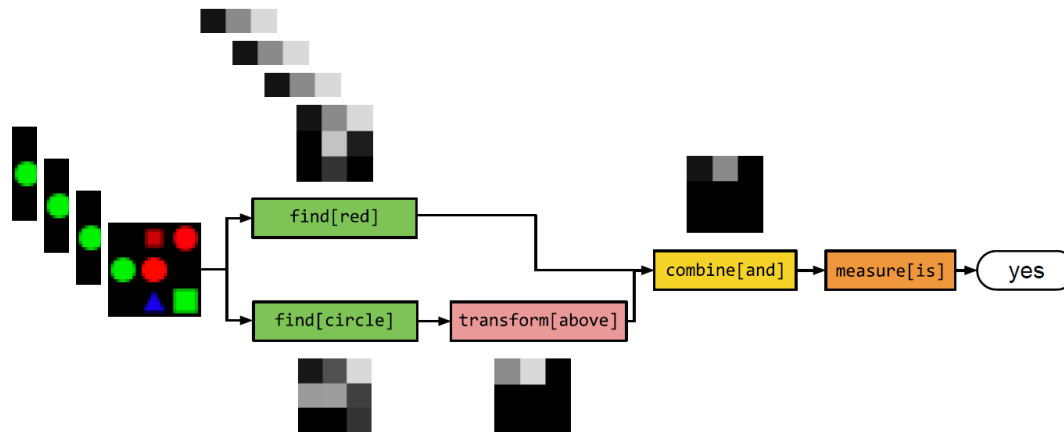 find[red]
combine[and]
measure[is]
yes
find[circle]
transform[above]